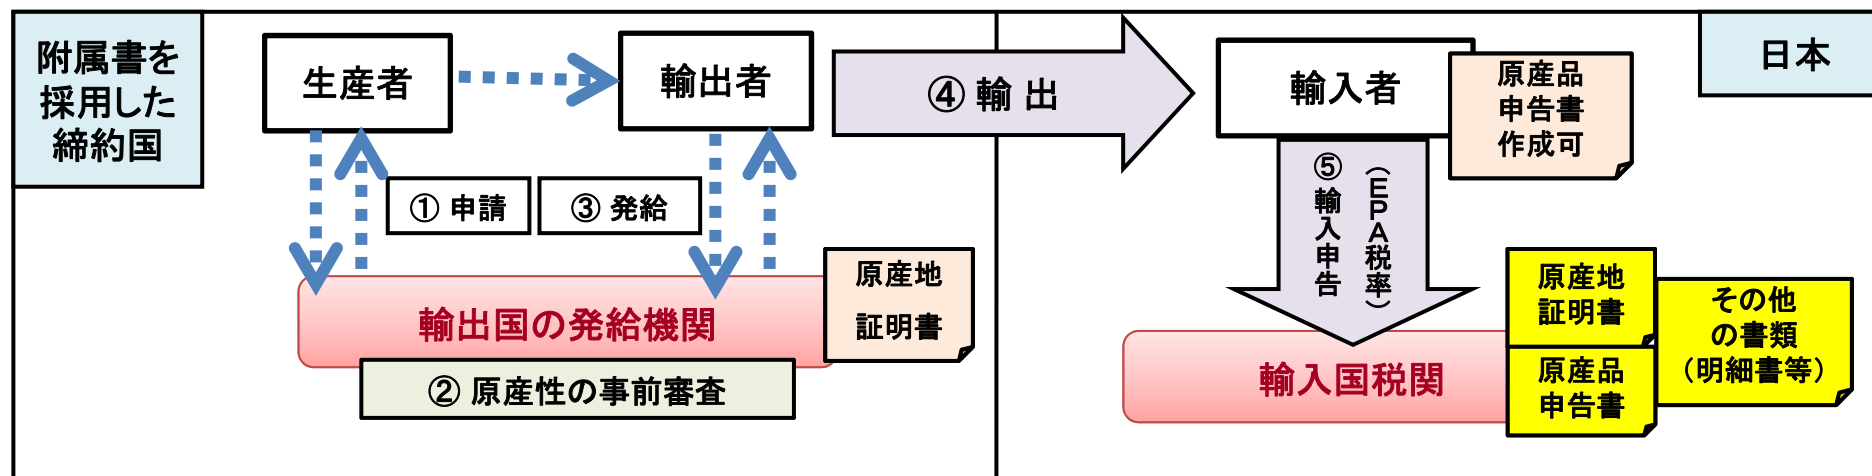 附属書を
採用した
締約国
生産者
輸出者
④ 輸 出
輸入者
原産品
申告書
作成可
日本
① 申請
③ 発給
⑤輸入申告
（ＥＰＡ税率）
原産地
証明書
輸出国の発給機関
② 原産性の事前審査
輸入国税関
原産地
証明書
原産品
申告書
その他
の書類
（明細書等）